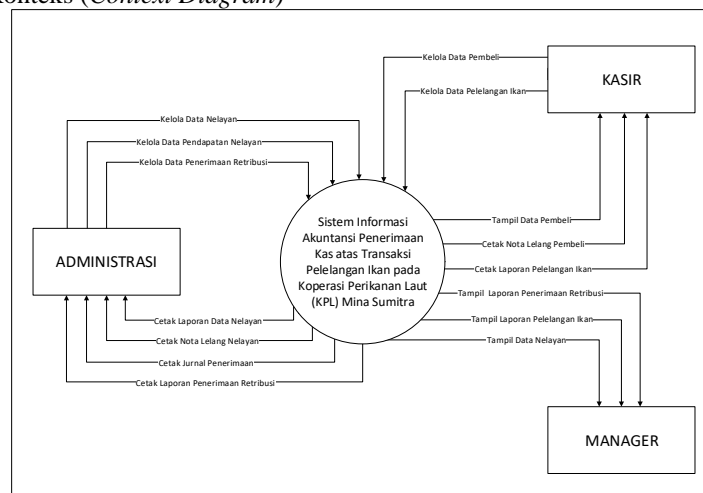 Konteks (Context Diagram)
Kelola Data Pembeli
KASIR
Kelola Data Pelelangan Ikan
Kelola Data Nelayan
Kelola Data Pendapatan Nelayan
Kelola Data Penerimaan Retribusi
Sistem Informasi
Akuntansi Penerimaan
Kas atas Transaksi
Pelelangan Ikan pada
Koperasi Perikanan Laut
(KPL) Mina Sumitra
ADMINISTRASI
Tampil Data Pembeli
Cetak Nota Lelang Pembeli
Cetak Laporan Pelelangan Ikan
Tampil Laporan Penerimaan Retribusi
Tampil Laporan Pelelangan Ikan
Tampil Data Nelayan
Cetak Laporan Data Nelayan
Cetak Nota Lelang Nelayan
Cetak Jurnal Penerimaan
Cetak Laporan Penerimaan Retribusi
MANAGER